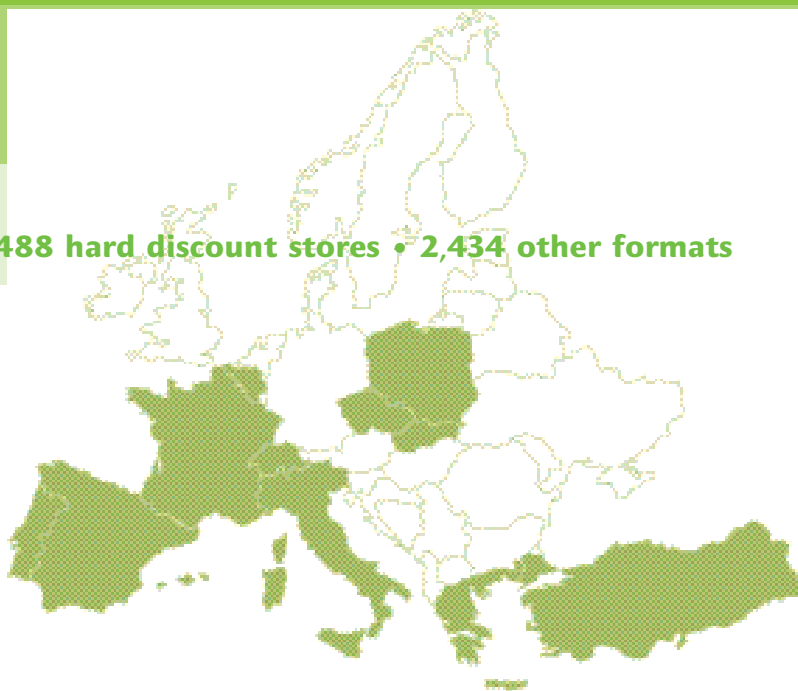 488 hard discount stores • 2,434 other formats